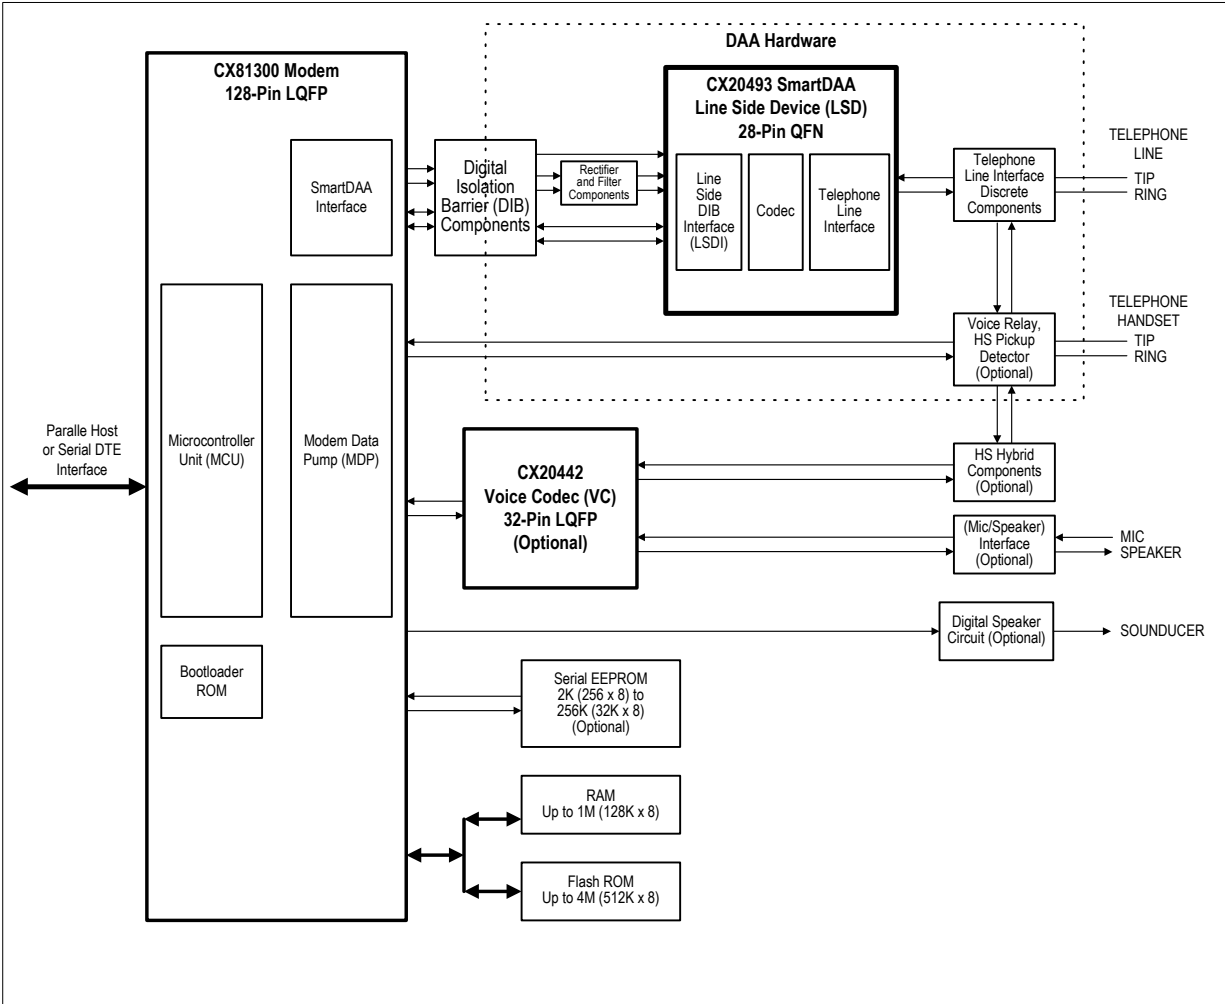 DAA Hardware
CX81300 Modem
128-Pin LQFP
CX20493 SmartDAA
Line Side Device (LSD)
28-Pin QFN
SmartDAA
Interface
Digital
Isolation
Barrier (DIB)
Components
Rectifier
and Filter
Components
Line
Side
DIB
Interface
(LSDI)
Codec
Telephone
Line
Interface
Telephone
Line Interface
Discrete
Components
TELEPHONE
LINE
TIP
RING
Voice Relay,
HS Pickup
Detector
(Optional)
TELEPHONE
HANDSET
TIP
RING
Paralle Host
or Serial DTE
Interface
Microcontroller
Unit (MCU)
Modem Data
Pump (MDP)
CX20442
Voice Codec (VC)
32-Pin LQFP
(Optional)
HS Hybrid
Components
(Optional)
(Mic/Speaker)
Interface
(Optional)
MIC
SPEAKER
Digital Speaker
Circuit (Optional)
SOUNDUCER
Bootloader
ROM
Serial EEPROM
2K (256 x 8) to
256K (32K x 8)
(Optional)
RAM
Up to 1M (128K x 8)
Flash ROM
Up to 4M (512K x 8)